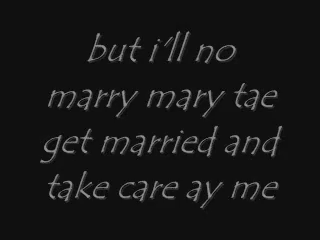 but i'll no
marry mary tae
get married and
take care ay me